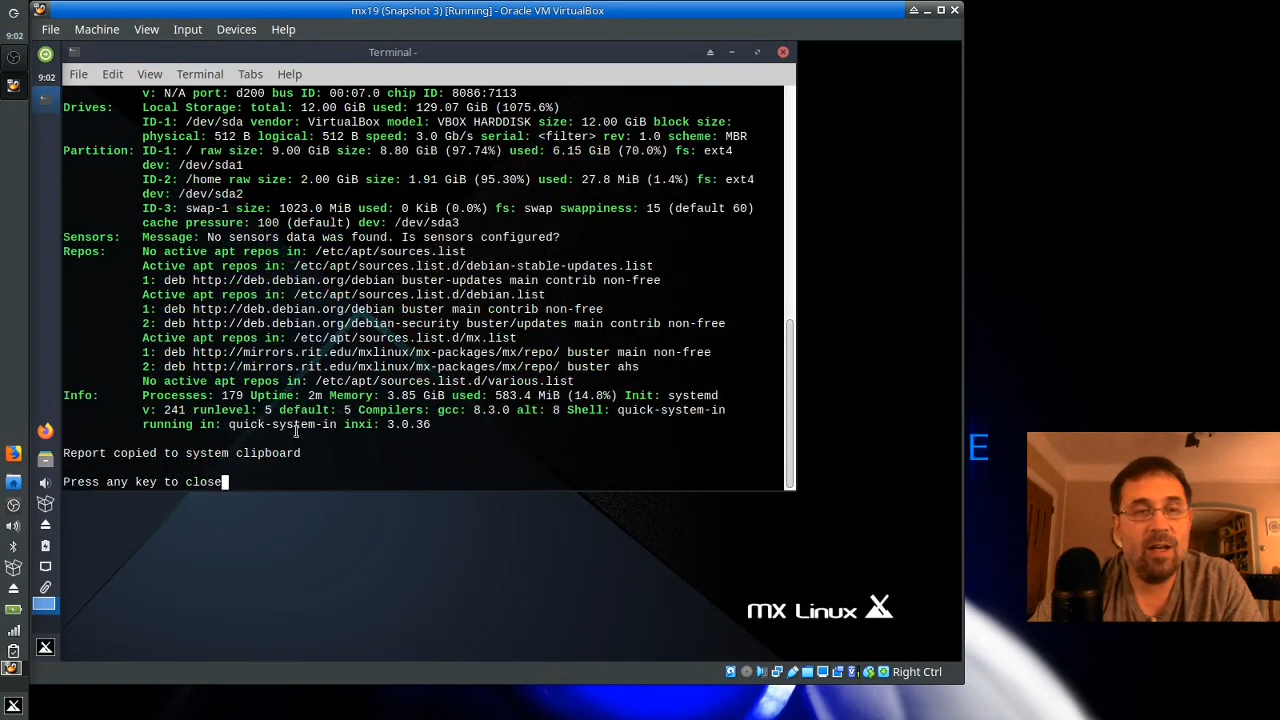 mx19 (Snapshot 3) [Running] - Oracle VM VirtualBox
9:02
File Machine View Input Devices Help
9:02
Terminal -
File Edit View Terminal Tabs Help
v: N/A port: d200 bus ID: 00:07.0 chip ID: 8086:7113
Drives: Local Storage: total: 12.00 GiB used: 129.07 GiB (1075.6%)
ID-1: /dev/sda vendor: VirtualBox model: VBOX HARDDISK size: 12.00 GiB block size:
physical: 512 B logical: 512 B speed: 3.0 Gb/s serial: <filter> rev: 1.0 scheme: MBR
Partition: ID-1: / raw size: 9.00 GiB size: 8.80 GiB (97.74%) used: 6.15 GiB (70.0%) fs: ext4
dev: /dev/sda1
ID-2: /home raw size: 2.00 GiB size: 1.91 GiB (95.30%) used: 27.8 MiB (1.4%) fs: ext4
dev: /dev/sda2
ID-3: swap-1 size: 1023.0 MiB used: 0 KiB (0.0%) fs: swap swappiness: 15 (default 60)
cache pressure: 100 (default) dev: /dev/sda3
Sensors: Message: No sensors data was found. Is sensors configured?
Repos: No active apt repos in: /etc/apt/sources.list
Active apt repos in: /etc/apt/sources.list.d/debian-stable-updates.list
1: deb http://deb.debian.org/debian buster-updates main contrib non-free
Active apt repos in: /etc/apt/sources.list.d/debian.list
1: deb http://deb.debian.org/debian buster main contrib non-free
2: deb http://deb.debian.org/debian-security buster/updates main contrib non-free
Active apt repos in: /etc/apt/sources.list.d/mx.list
1: deb http://mirrors.rit.edu/mxlinux/mx-packages/mx/repo/ buster main non-free
2: deb http://mirrors.rit.edu/mxlinux/mx-packages/mx/repo/ buster ahs
No active apt repos in: /etc/apt/sources.list.d/various.list
Info: Processes: 179 Uptime: 2m Memory: 3.85 GiB used: 583.4 MiB (14.8%) Init: systemd
v: 241 runlevel: 5 default: 5 Compilers: gcc: 8.3.0 alt: 8 Shell: quick-system-in
running in: quick-system-in inxi: 3.0.36
Report copied to system clipboard
Press any key to close
E
MX Linux
Right Ctrl